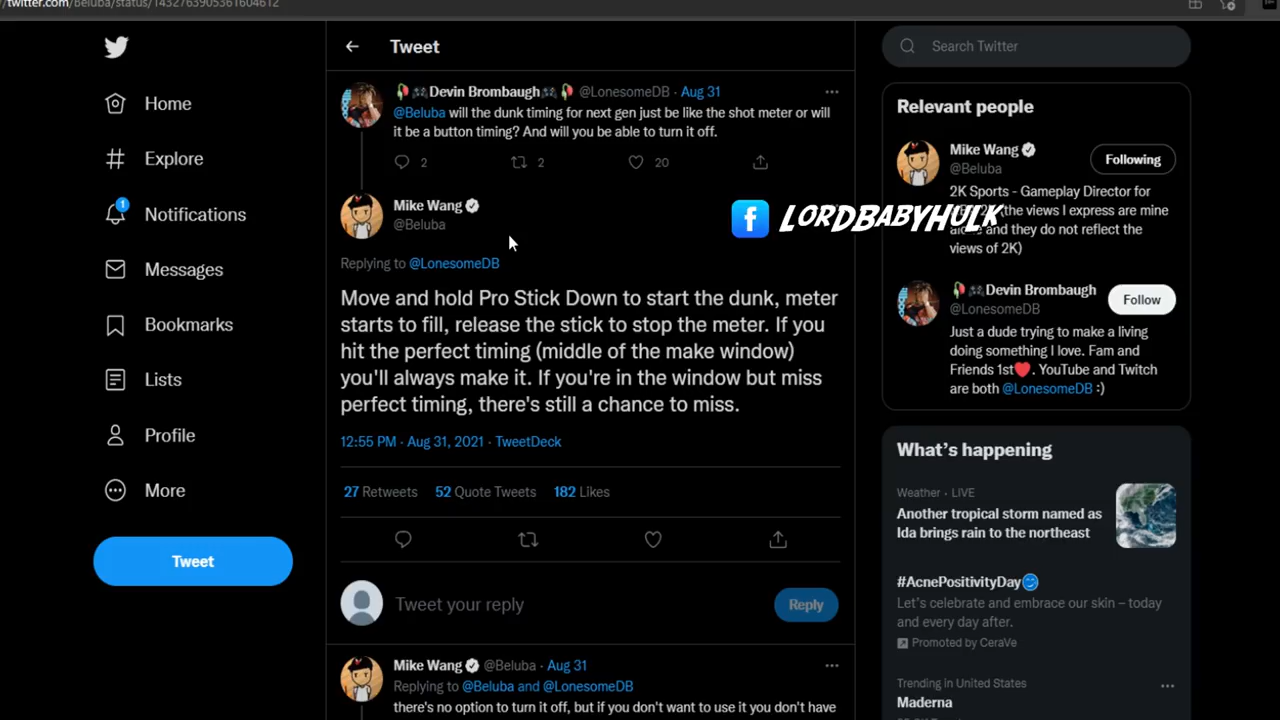 /twitter.com/beluba/status/1432763905361604612
Tweet
Search Twitter
Home
Explore
1
Notifications
Messages
Bookmarks
Lists
Profile
More
Tweet
Devin Brombaugh @LonesomeDB · Aug 31
@Beluba will the dunk timing for next gen just be like the shot meter or will
it be a button timing? And will you be able to turn it off.
2 2 20
Mike Wang
@Beluba
Replying to @LonesomeDB
Move and hold Pro Stick Down to start the dunk, meter
starts to fill, release the stick to stop the meter. If you
hit the perfect timing (middle of the make window)
you'll always make it. If you're in the window but miss
perfect timing, there's still a chance to miss.
12:55 PM · Aug 31, 2021 · TweetDeck
27 Retweets 52 Quote Tweets 182 Likes
Tweet your reply
Reply
Mike Wang @Beluba · Aug 31
Replying to @Beluba and @LonesomeDB
there's no option to turn it off, but if you don't want to use it you don't have
f LORDBABYHULK
Relevant people
Mike Wang
@Beluba
Following
2K Sports - Gameplay Director for
(the views I express are mine
and they do not reflect the
views of 2K)
Devin Brombaugh
@LonesomeDB
Follow
Just a dude trying to make a living
doing something I love. Fam and
Friends 1st❤️. YouTube and Twitch
are both @LonesomeDB :)
What's happening
Weather · LIVE
Another tropical storm named as
Ida brings rain to the northeast
#AcnePositivityDay
Let's celebrate and embrace our skin – today
and every day after.
Promoted by CeraVe
Trending in United States
Maderna